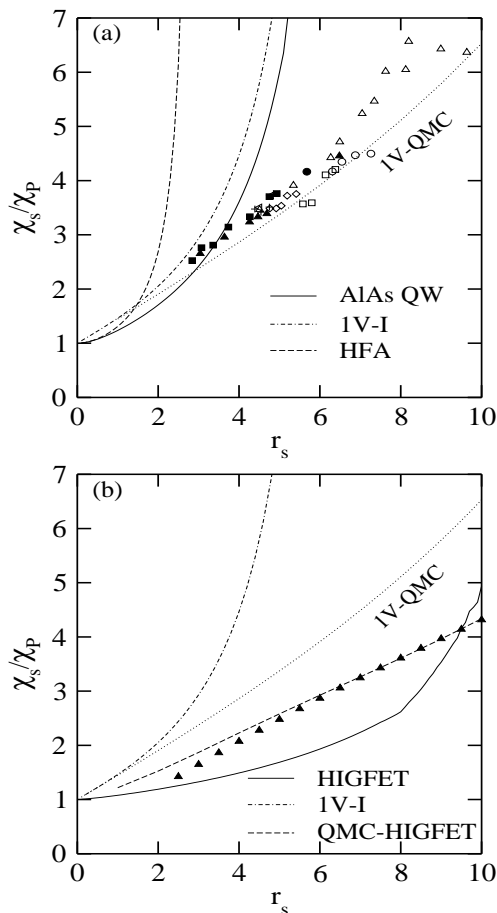 7
(a)
6
5
1V-QMC
4
χs/χP
3
AlAs QW
2
1V-I
1
HFA
0
0 2 4 6 8 10
rs
7
(b)
6
5
1V-QMC
4
χs/χP
3
2
HIGFET
1
1V-I
QMC-HIGFET
0
0 2 4 6 8 10
rs